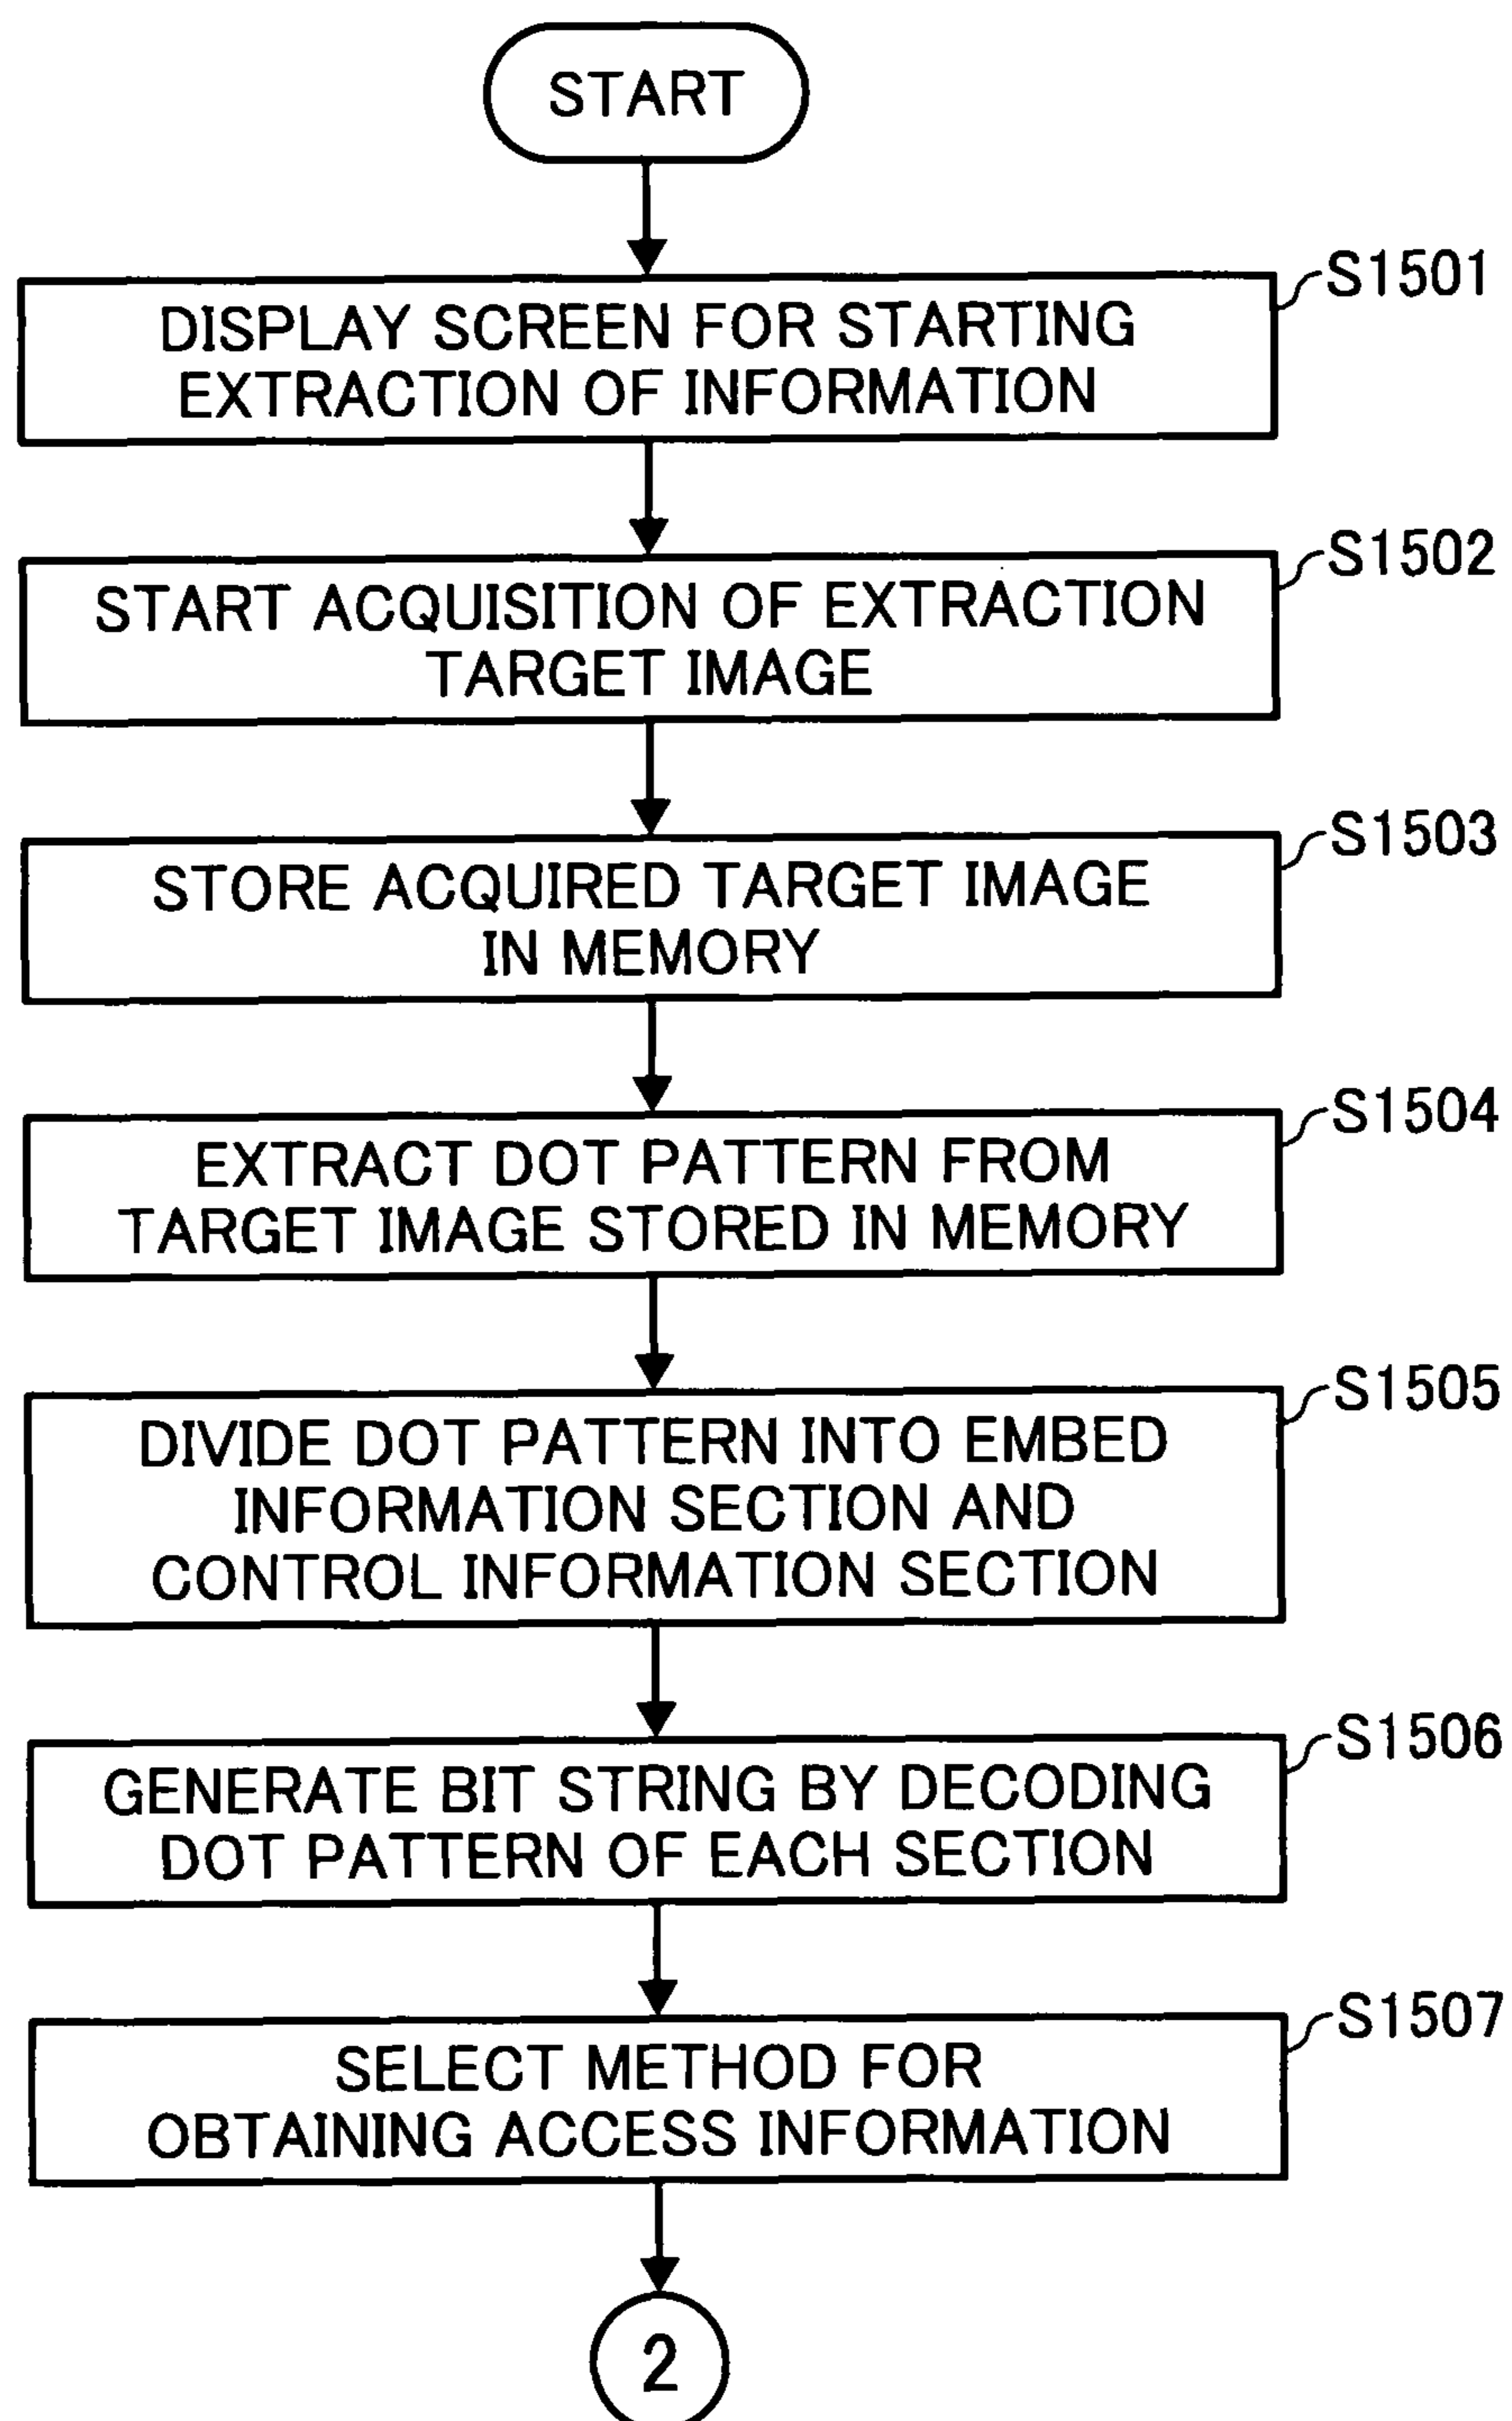 START
S1501
DISPLAY SCREEN FOR STARTING
EXTRACTION OF INFORMATION
S1502
START ACQUISITION OF EXTRACTION
TARGET IMAGE
S1503
STORE ACQUIRED TARGET IMAGE
IN MEMORY
S1504
EXTRACT DOT PATTERN FROM
TARGET IMAGE STORED IN MEMORY
S1505
DIVIDE DOT PATTERN INTO EMBED
INFORMATION SECTION AND
CONTROL INFORMATION SECTION
S1506
GENERATE BIT STRING BY DECODING
DOT PATTERN OF EACH SECTION
S1507
SELECT METHOD FOR
OBTAINING ACCESS INFORMATION
2